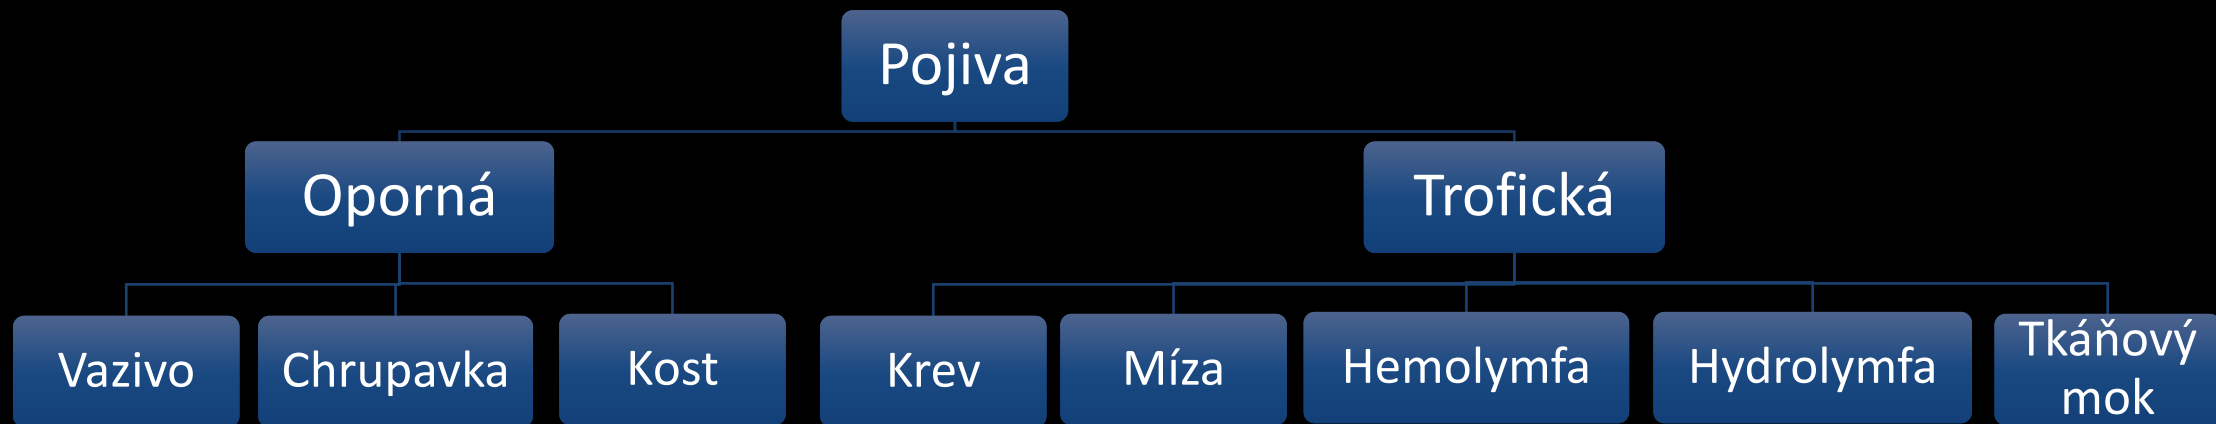 Pojiva
Oporná
Trofická
Vazivo
Chrupavka
Kost
Krev
Míza
Hemolymfa
Hydrolymfa
Tkáňový
mok